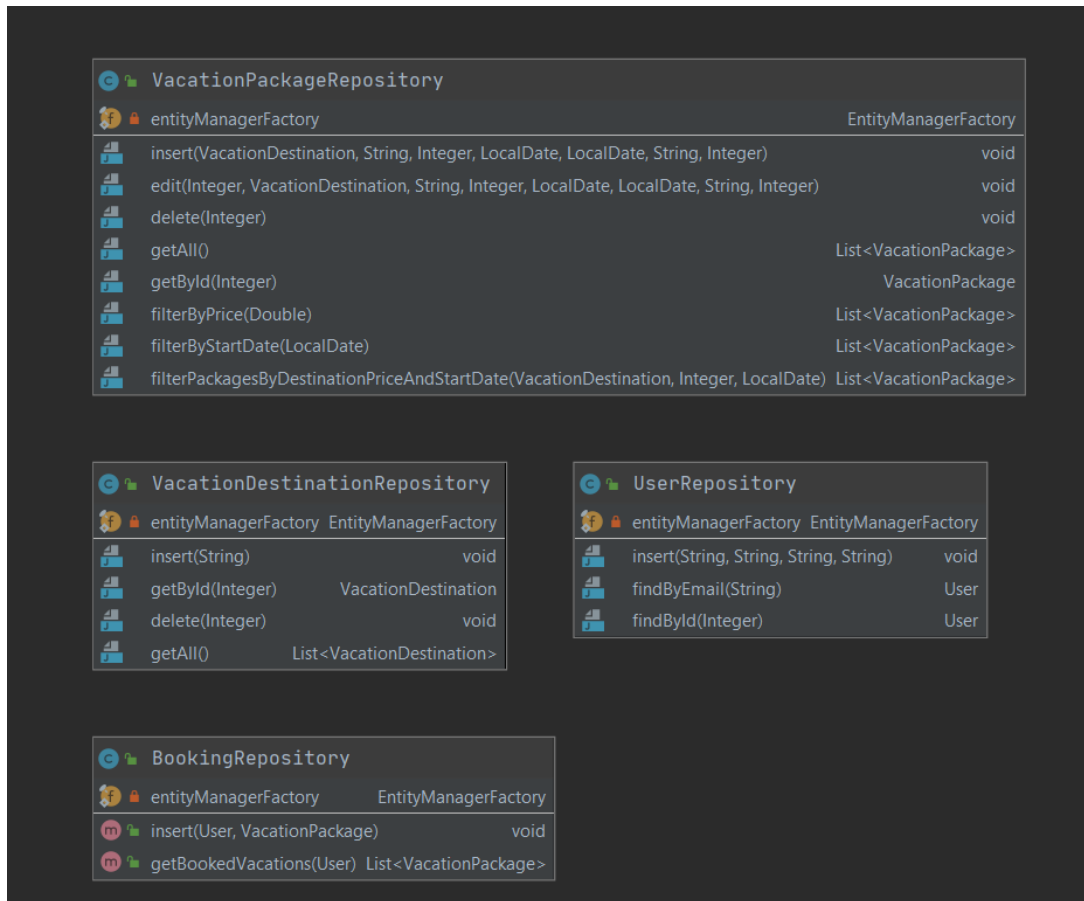 VacationPackageRepository
entityManagerFactory EntityManagerFactory
insert(VacationDestination, String, Integer, LocalDate, LocalDate, String, Integer) void
edit(Integer, VacationDestination, String, Integer, LocalDate, LocalDate, String, Integer) void
delete(Integer) void
getAll() List<VacationPackage>
getById(Integer) VacationPackage
filterByPrice(Double) List<VacationPackage>
filterByStartDate(LocalDate) List<VacationPackage>
filterPackagesByDestinationPriceAndStartDate(VacationDestination, Integer, LocalDate) List<VacationPackage>
VacationDestinationRepository
entityManagerFactory EntityManagerFactory
insert(String) void
getById(Integer) VacationDestination
delete(Integer) void
getAll() List<VacationDestination>
UserRepository
entityManagerFactory EntityManagerFactory
insert(String, String, String, String) void
findByEmail(String) User
findById(Integer) User
BookingRepository
entityManagerFactory EntityManagerFactory
insert(User, VacationPackage) void
getBookedVacations(User) List<VacationPackage>